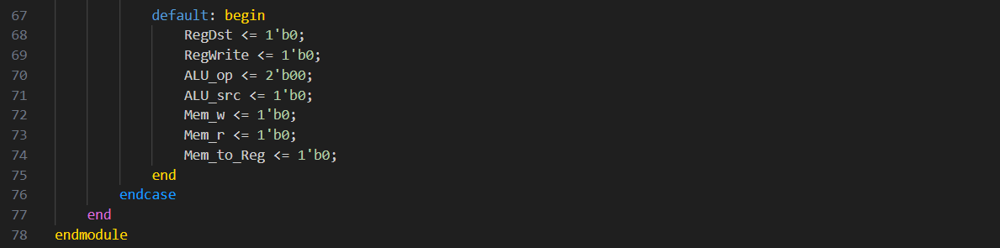 67 default: begin
68 RegDst <= 1'b0;
69 RegWrite <= 1'b0;
70 ALU_op <= 2'b00;
71 ALU_src <= 1'b0;
72 Mem_w <= 1'b0;
73 Mem_r <= 1'b0;
74 Mem_to_Reg <= 1'b0;
75 end
76 endcase
77 end
78 endmodule